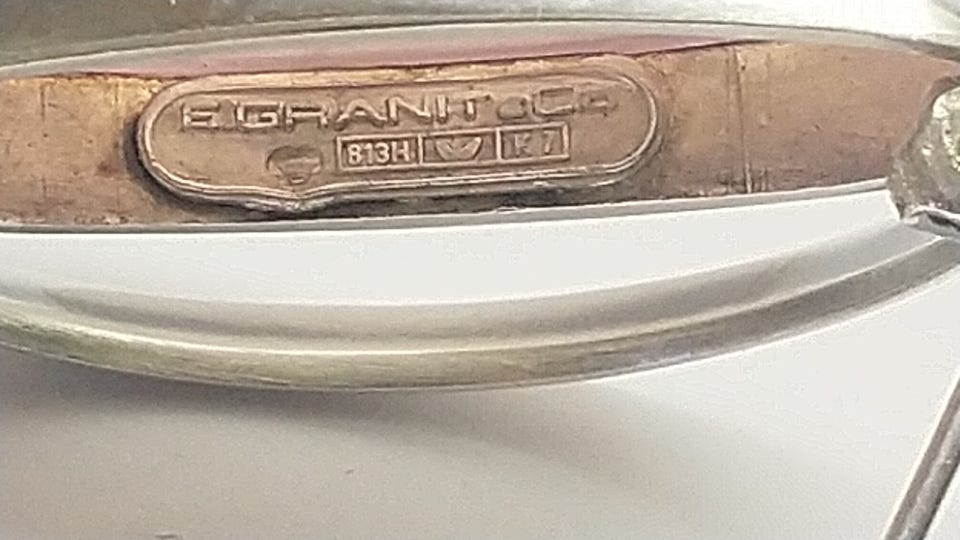 E.GRANIT & Co
813H K7